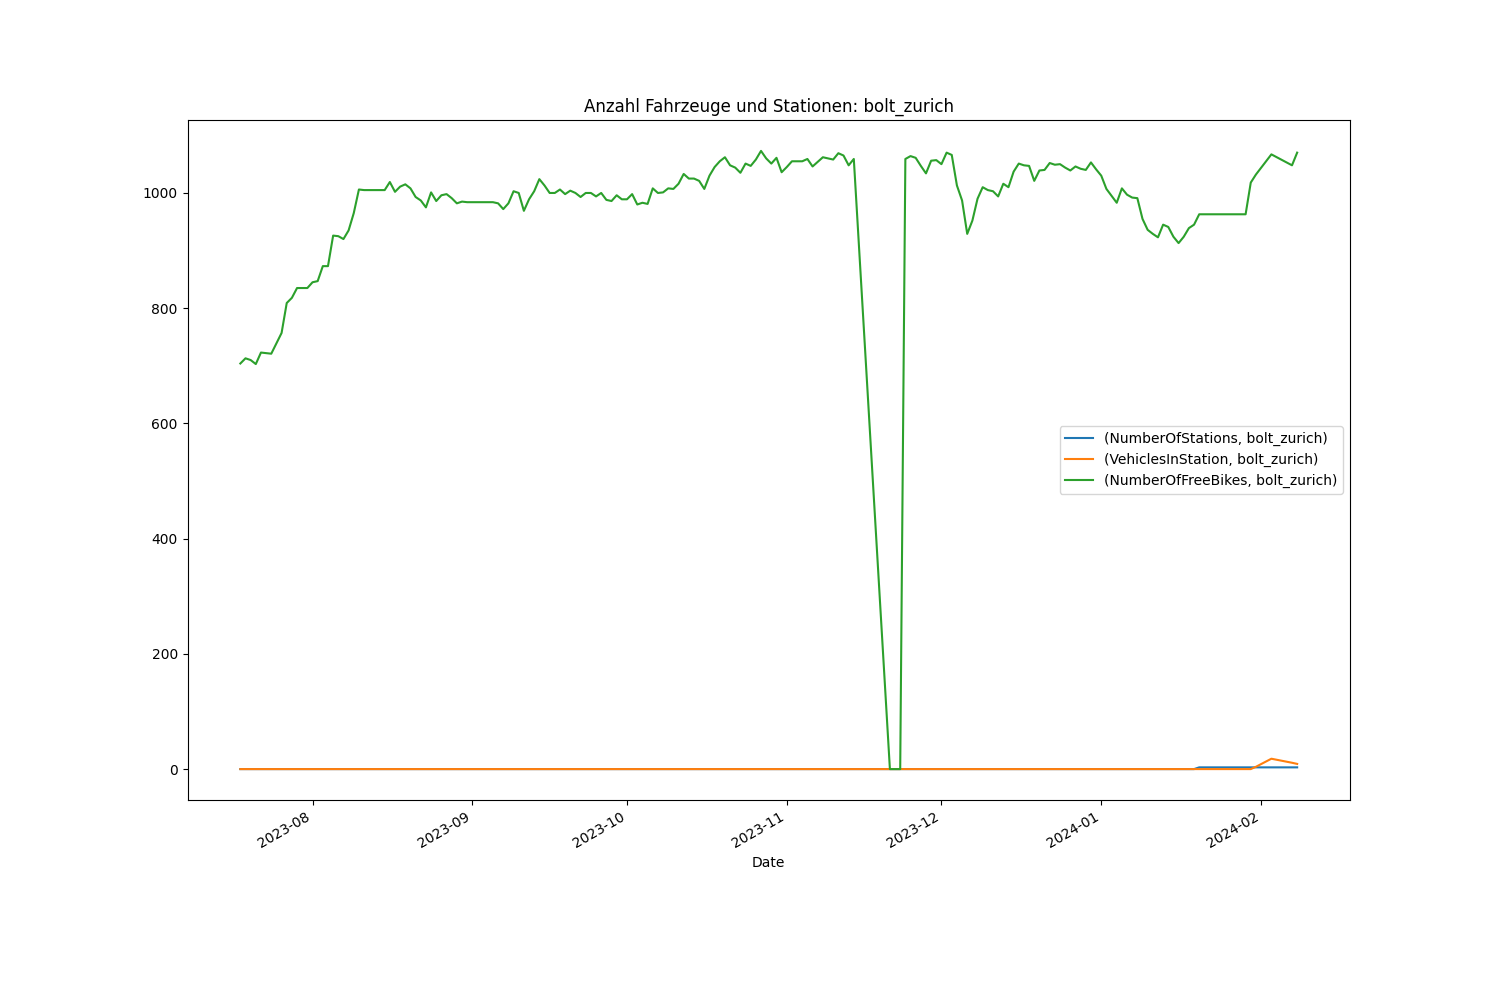 Anzahl Fahrzeuge und Stationen: bolt_zurich
1000
800
600
400
200
0
(NumberOfStations, bolt_zurich)
(VehiclesInStation, bolt_zurich)
(NumberOfFreeBikes, bolt_zurich)
2023-08
2023-09
2023-10
2023-11
2023-12
2024-01
2024-02
Date